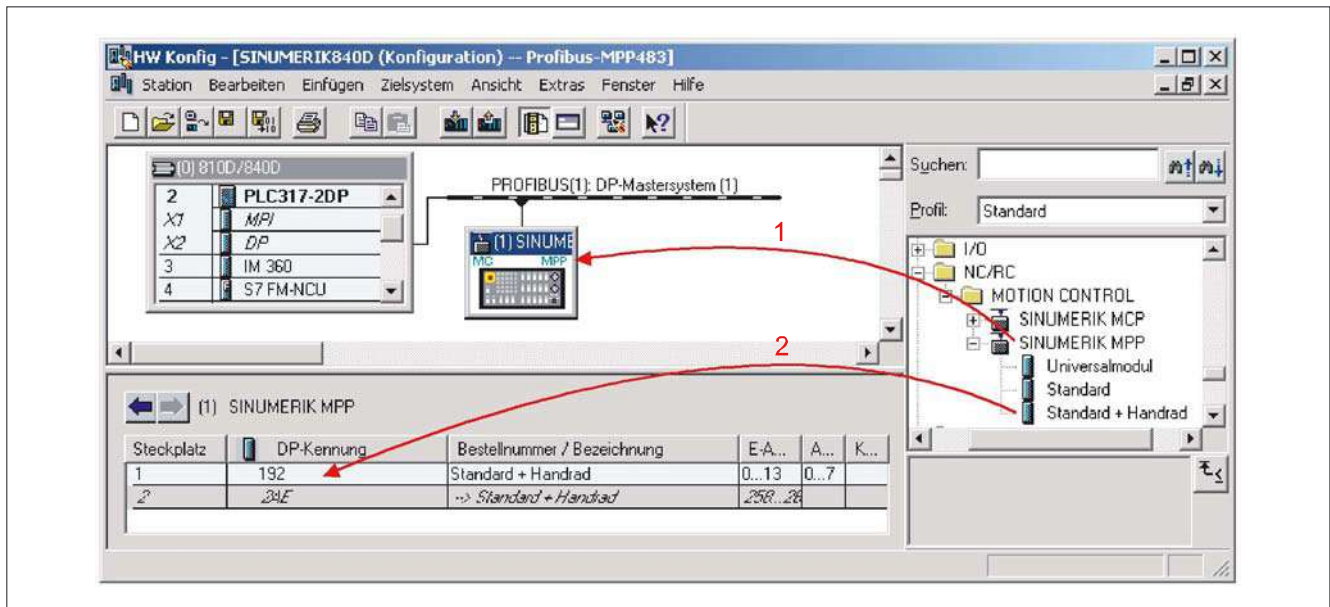 HW Konfig - [SINUMERIK840D (Konfiguration) -- Profibus-MPP483]
Station Bearbeiten Einfügen Zielsystem Ansicht Extras Fenster Hilfe
(0) 810D/840D
2 PLC317-2DP
X1 MPI
X2 DP
3 IM 360
4 S7 FM-NCU
PROFIBUS(1): DP-Mastersystem (1)
(1) SINUME
MC MPP
1
2
Suchen:
Profil: Standard
I/O
NC/RC
MOTION CONTROL
SINUMERIK MCP
SINUMERIK MPP
Universalmodul
Standard
Standard + Handrad
(1) SINUMERIK MPP
Steckplatz DP-Kennung Bestellnummer / Bezeichnung E-A... A... K...
1 192 Standard + Handrad 0...13 0...7
2 2AE --> Standard + Handrad 258...26